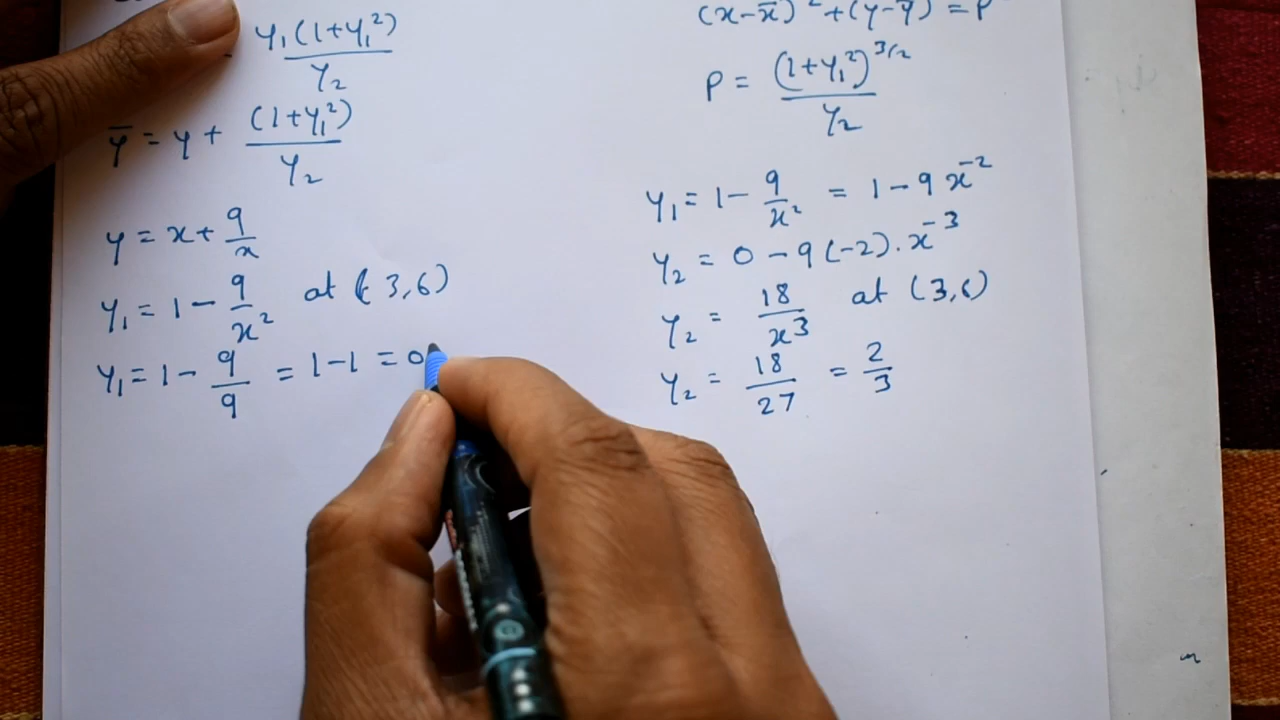 y₁(1+y₁²)/y₂
ȳ = y + (1+y₁²)/y₂
y = x + 9/x
y₁ = 1 - 9/x² at (3,6)
y₁ = 1 - 9/9 = 1-1 = 0
(x-x̄)²+(y-ȳ) = ρ
ρ = (1+y₁²)^3/2/y₂
y₁ = 1 - 9/x² = 1-9x⁻²
y₂ = 0-9(-2).x⁻³
y₂ = 18/x³ at (3,6)
y₂ = 18/27 = 2/3